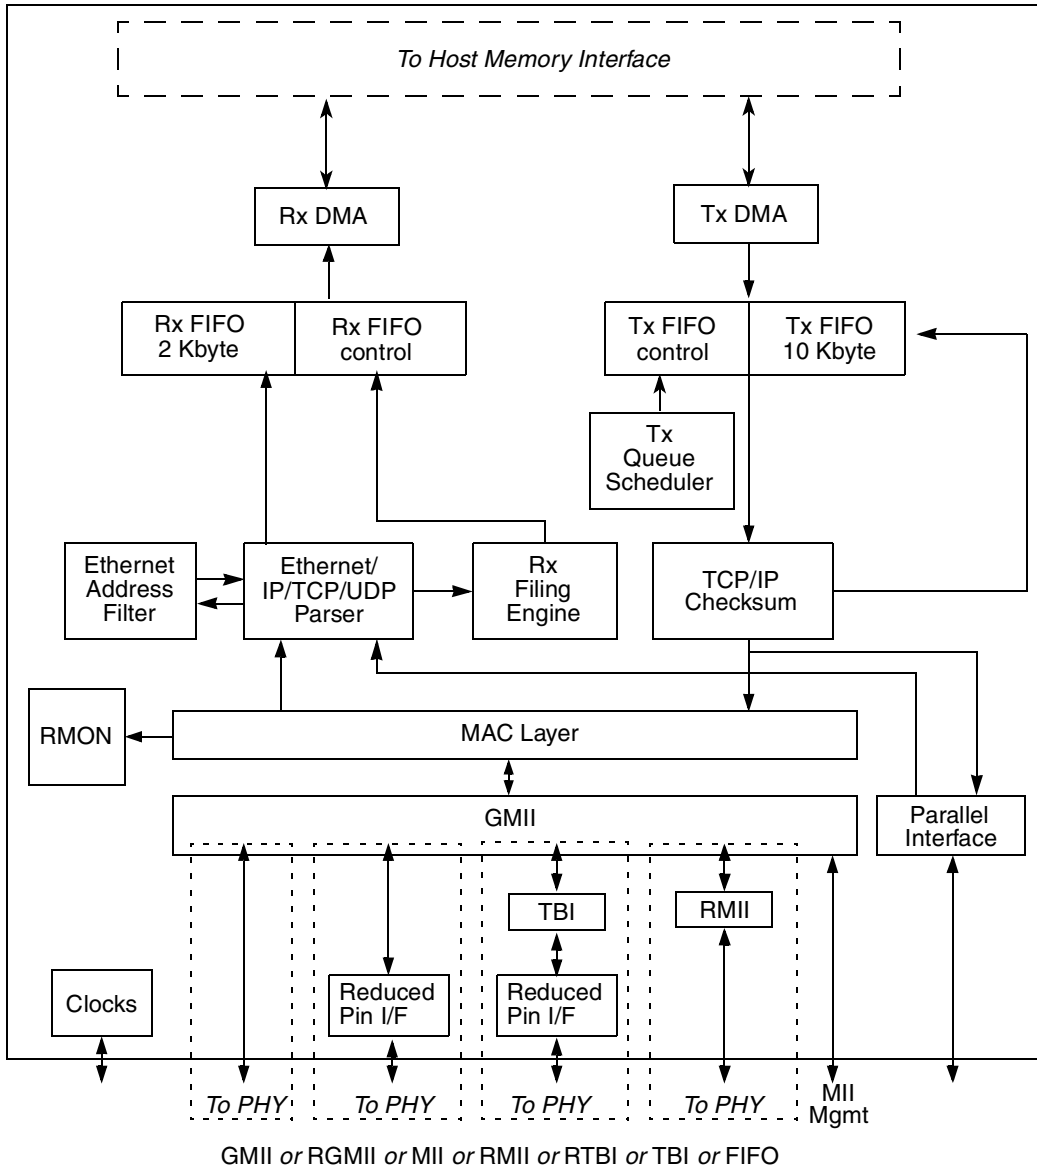 To Host Memory Interface
Rx DMA
Tx DMA
Rx FIFO
2 Kbyte
Rx FIFO
control
Tx FIFO
control
Tx FIFO
10 Kbyte
Tx
Queue
Scheduler
Ethernet
Address
Filter
Ethernet/
IP/TCP/UDP
Parser
Rx
Filing
Engine
TCP/IP
Checksum
RMON
MAC Layer
GMII
Parallel
Interface
TBI
RMII
Clocks
Reduced
Pin I/F
Reduced
Pin I/F
To PHY
To PHY
To PHY
To PHY
MII
Mgmt
GMII or RGMII or MII or RMII or RTBI or TBI or FIFO